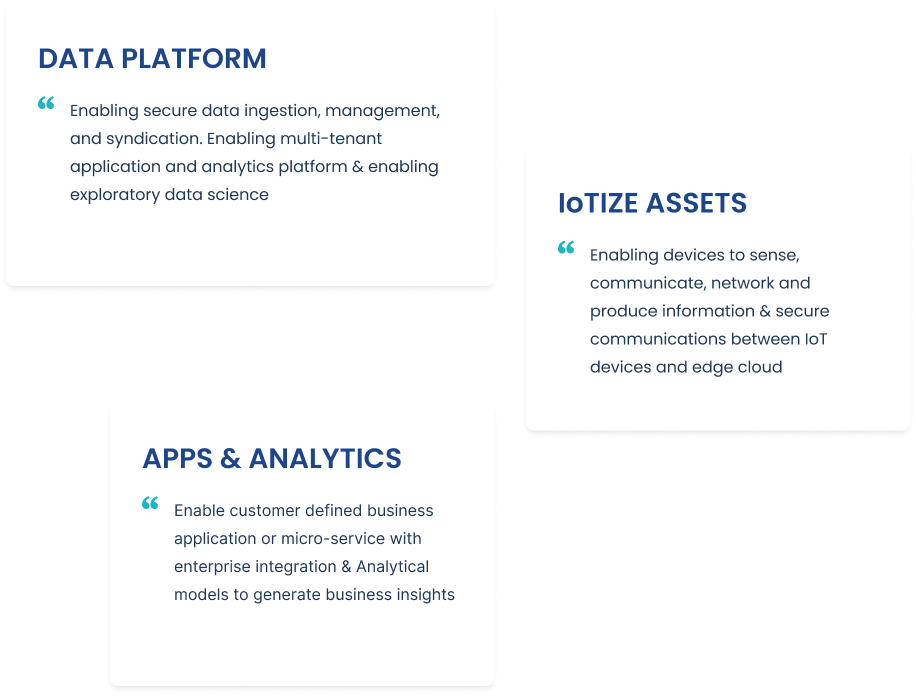 DATA PLATFORM
“ Enabling secure data ingestion, management,
and syndication. Enabling multi-tenant
application and analytics platform & enabling
exploratory data science
IoTIZE ASSETS
“ Enabling devices to sense,
communicate, network and
produce information & secure
communications between IoT
devices and edge cloud
APPS & ANALYTICS
“ Enable customer defined business
application or micro-service with
enterprise integration & Analytical
models to generate business insights